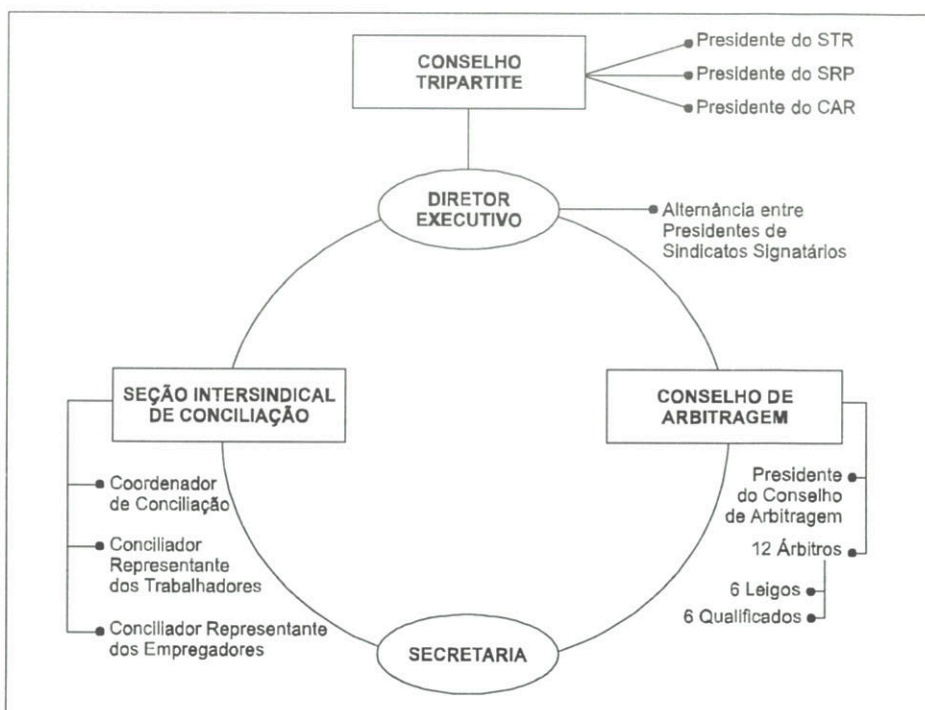 CONSELHO
TRIPARTITE
Presidente do STR
Presidente do SRP
Presidente do CAR
DIRETOR
EXECUTIVO
Alternância entre
Presidentes de
Sindicatos Signatários
SEÇÃO INTERSINDICAL
DE CONCILIAÇÃO
CONSELHO DE
ARBITRAGEM
Coordenador
de Conciliação
Conciliador
Representante
dos Trabalhadores
Conciliador Representante
dos Empregadores
Presidente
do Conselho
de Arbitragem
12 Árbitros
6 Leigos
6 Qualificados
SECRETARIA